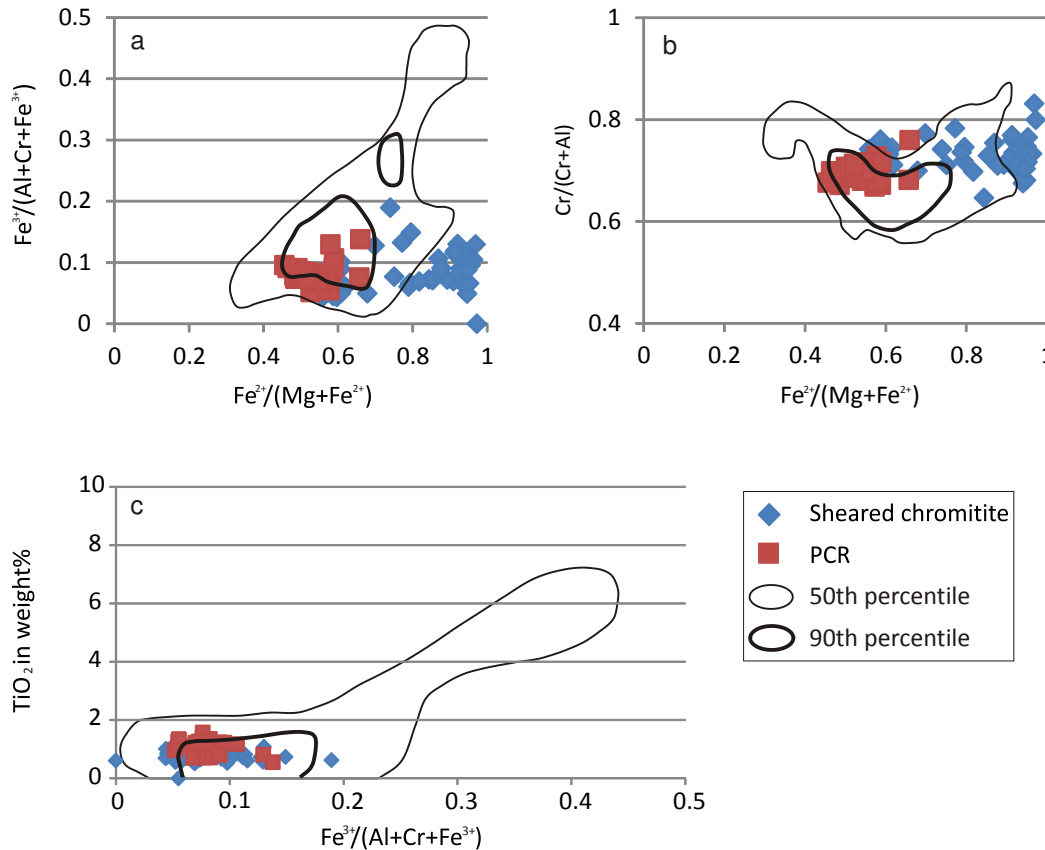 a
0.5
0.4
0.3
0.2
0.1
0
0 0.2 0.4 0.6 0.8 1
Fe³⁺/(Al+Cr+Fe³⁺)
Fe²⁺/(Mg+Fe²⁺)
b
1
0.8
0.6
0.4
0 0.2 0.4 0.6 0.8 1
Cr/(Cr+Al)
Fe²⁺/(Mg+Fe²⁺)
c
10
8
6
4
2
0
0 0.1 0.2 0.3 0.4 0.5
TiO₂ in weight%
Fe³⁺/(Al+Cr+Fe³⁺)
Sheared chromitite
PCR
50th percentile
90th percentile